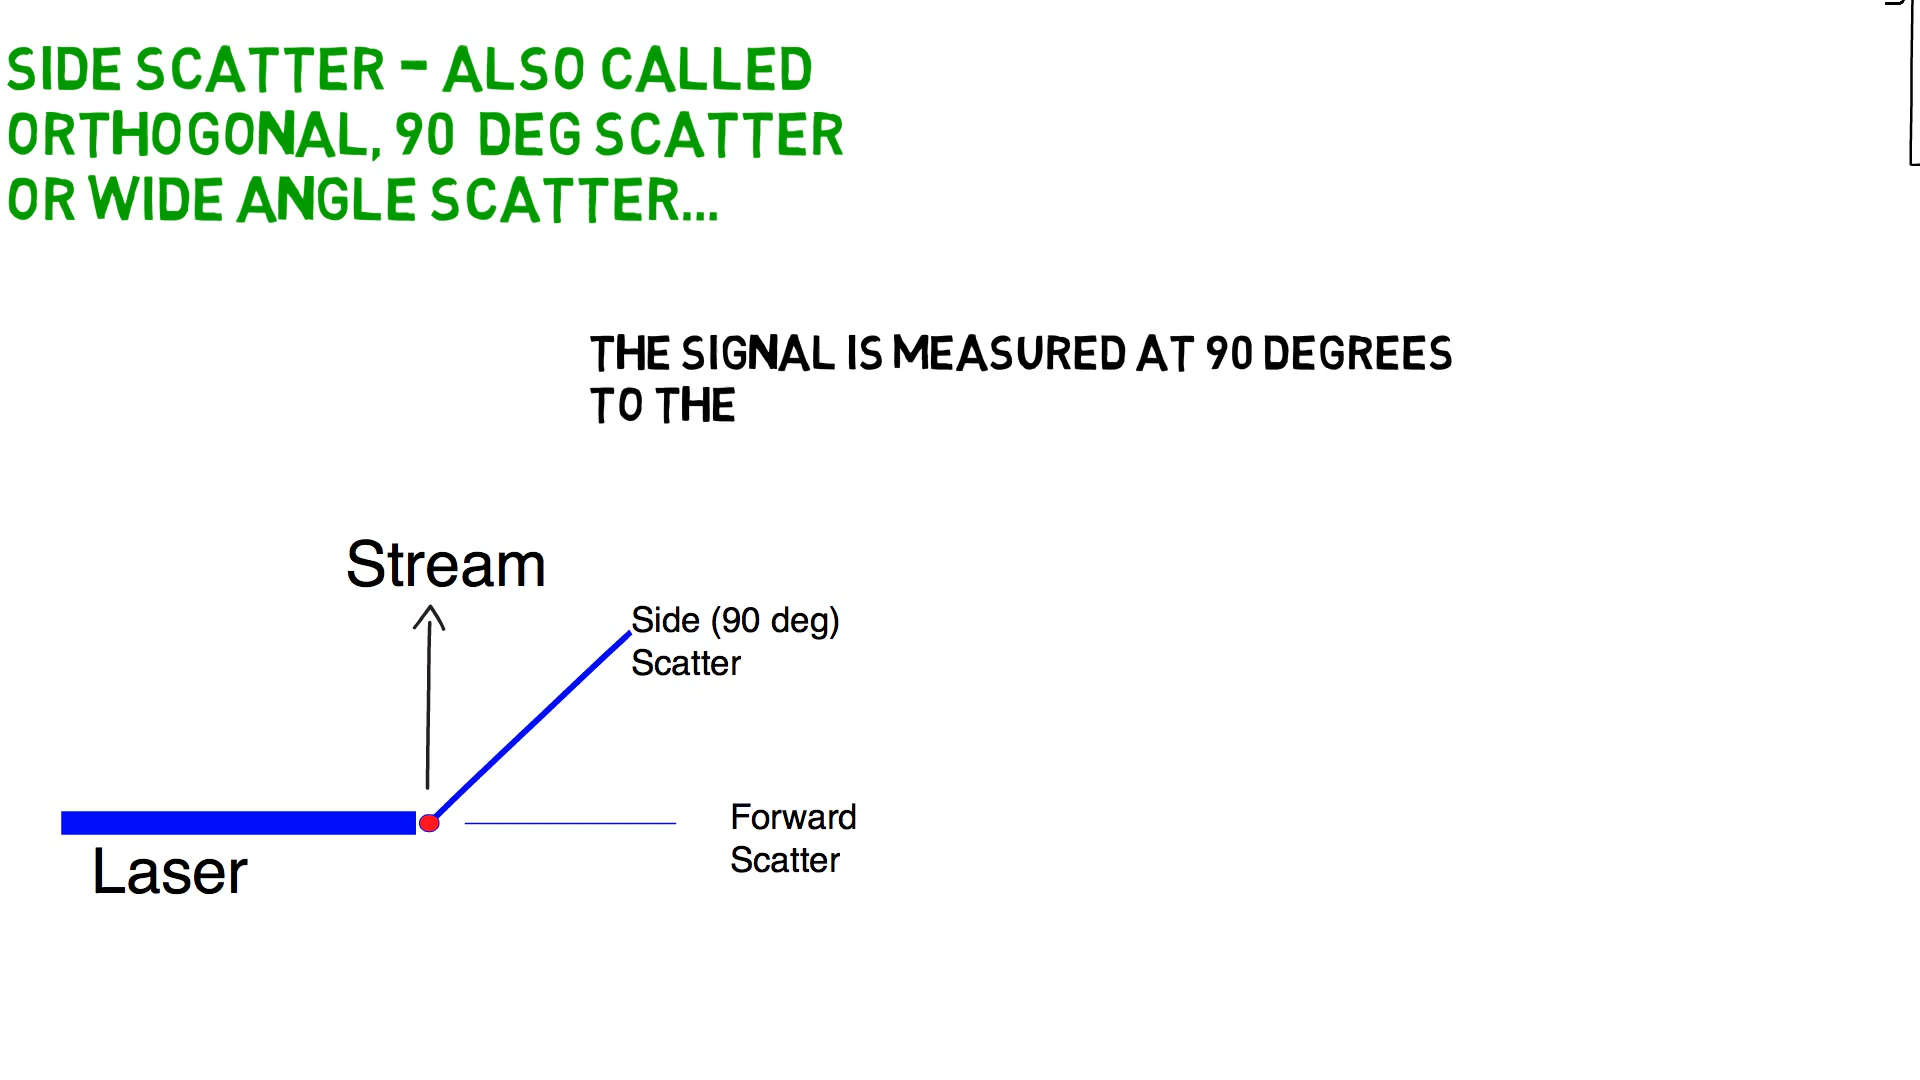 SIDE SCATTER - ALSO CALLED
ORTHOGONAL, 90 DEG SCATTER
OR WIDE ANGLE SCATTER...
THE SIGNAL IS MEASURED AT 90 DEGREES
TO THE
Stream
Side (90 deg)
Scatter
Forward
Scatter
Laser